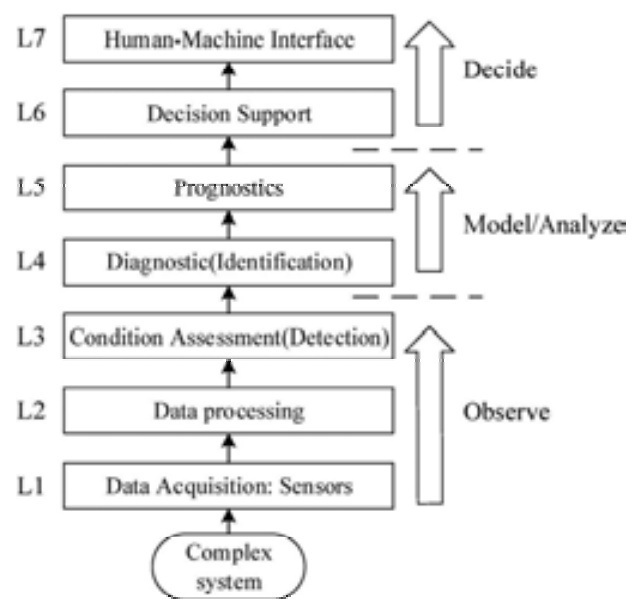 L7 Human-Machine Interface
Decide
L6 Decision Support
L5 Prognostics
Model/Analyze
L4 Diagnostic(Identification)
L3 Condition Assessment(Detection)
L2 Data processing
Observe
L1 Data Acquisition: Sensors
Complex
system